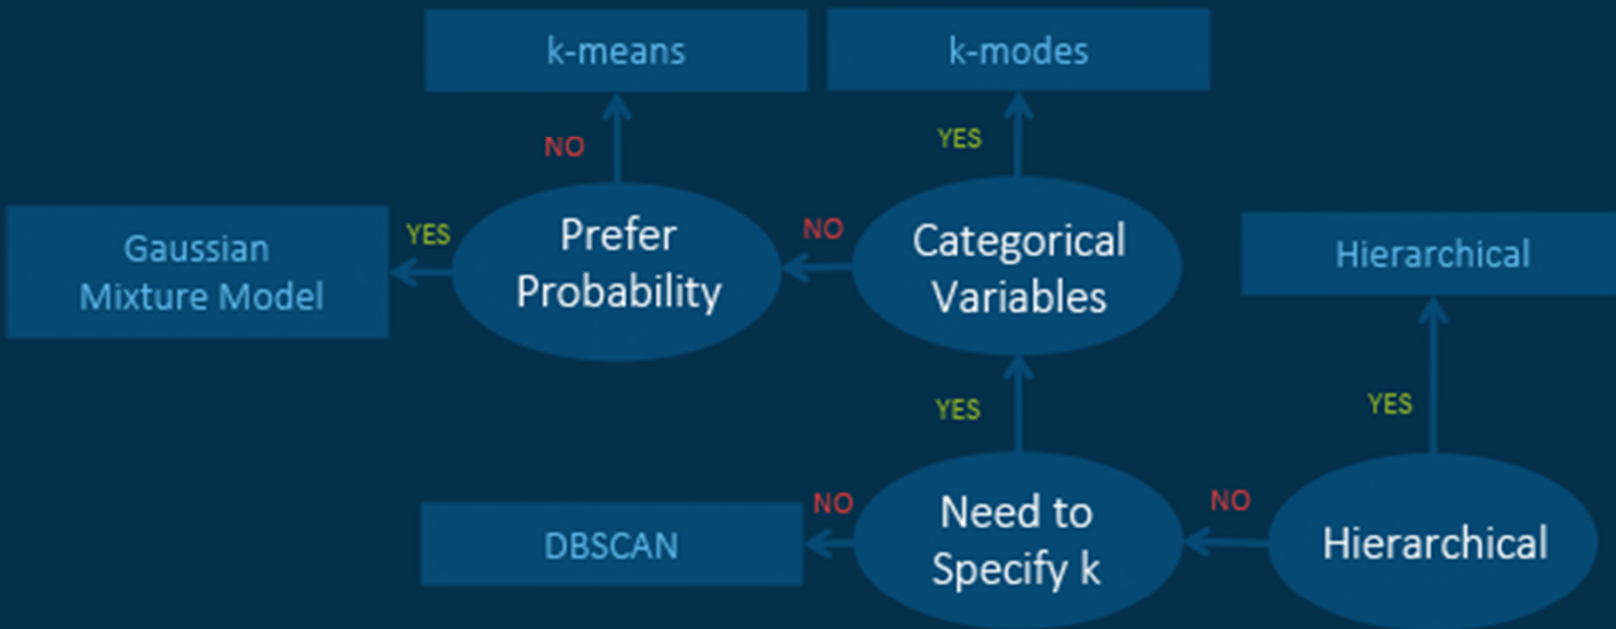 k-means
k-modes
NO
YES
Gaussian
Mixture Model
YES
Prefer
Probability
NO
Categorical
Variables
Hierarchical
YES
YES
DBSCAN
NO
Need to
Specify k
NO
Hierarchical